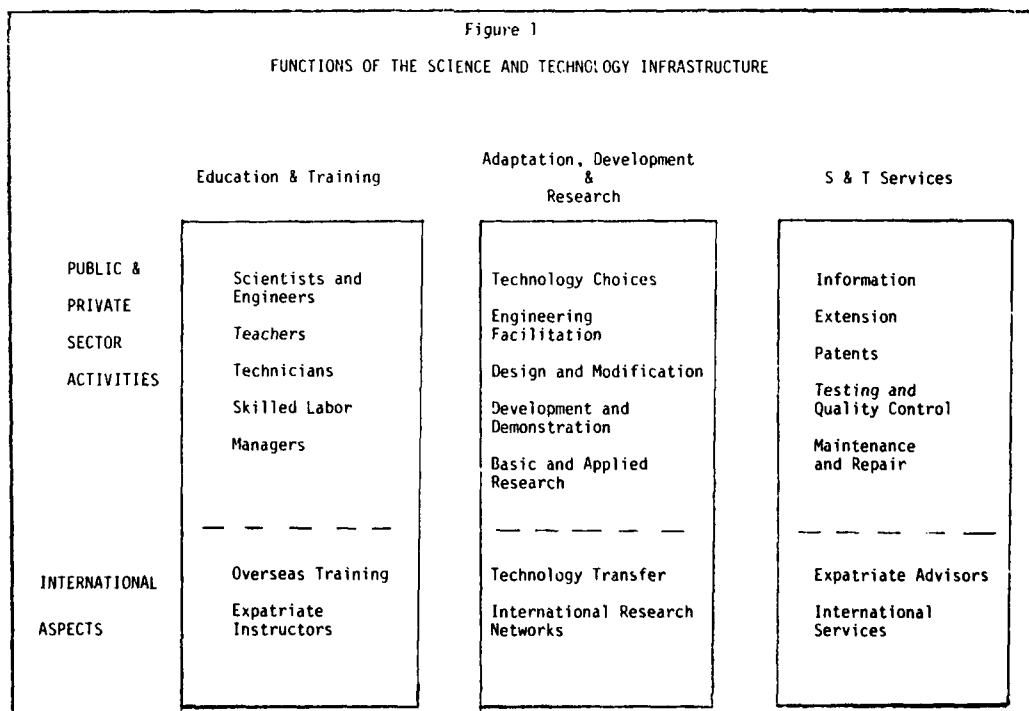 Figure 1
FUNCTIONS OF THE SCIENCE AND TECHNOLOGY INFRASTRUCTURE
Education & Training
Adaptation, Development
&
Research
S & T Services
PUBLIC &
PRIVATE
SECTOR
ACTIVITIES
Scientists and
Engineers
Teachers
Technicians
Skilled Labor
Managers
Technology Choices
Engineering
Facilitation
Design and Modification
Development and
Demonstration
Basic and Applied
Research
Information
Extension
Patents
Testing and
Quality Control
Maintenance
and Repair
INTERNATIONAL
ASPECTS
Overseas Training
Expatriate
Instructors
Technology Transfer
International Research
Networks
Expatriate Advisors
International
Services